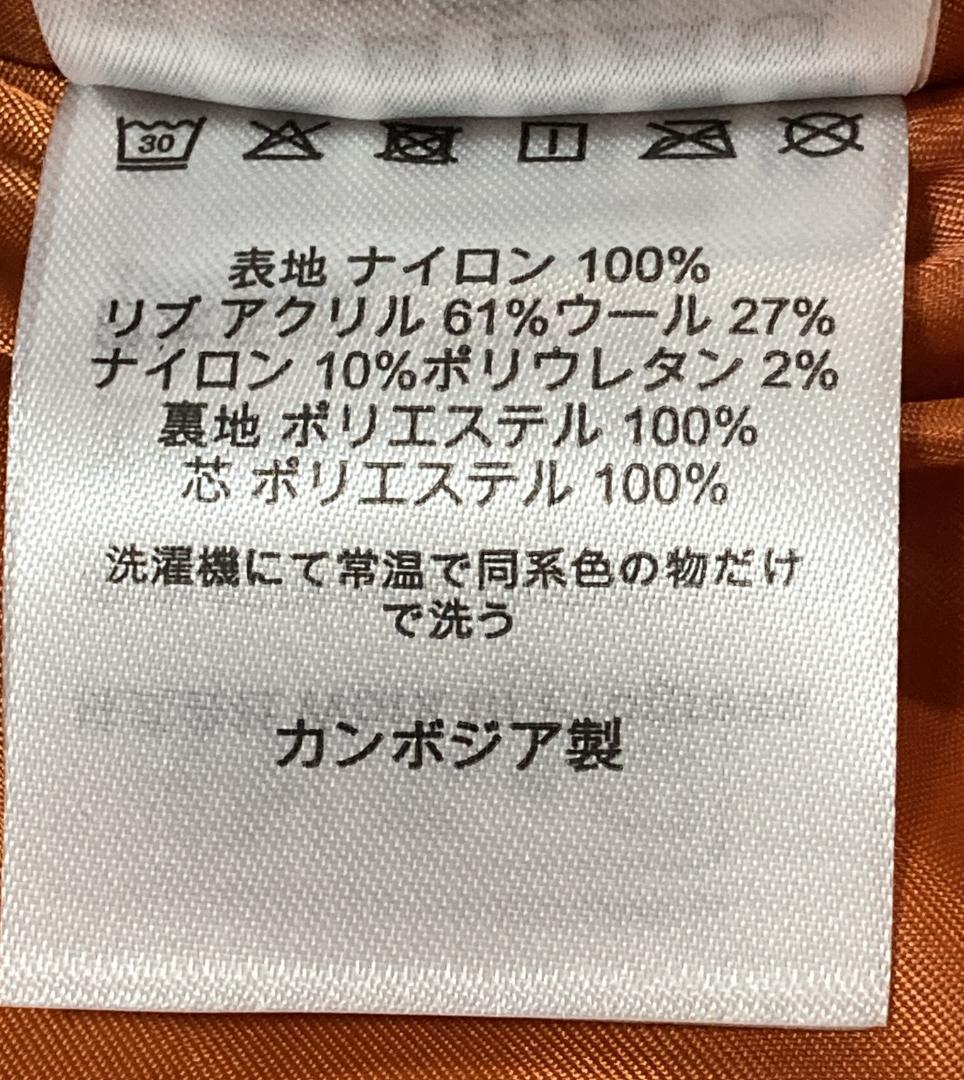 30
表地 ナイロン 100%
リブ アクリル 61%ウール 27%
ナイロン 10%ポリウレタン 2%
裏地 ポリエステル 100%
芯 ポリエステル 100%
洗濯機にて常温で同系色の物だけ
で洗う
カンボジア製